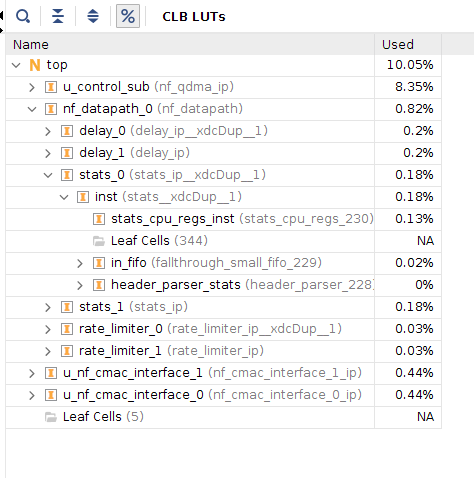 % CLB LUTs
Name Used
N top 10.05%
u_control_sub (nf_qdma_ip) 8.35%
nf_datapath_0 (nf_datapath) 0.82%
delay_0 (delay_ip__xdcDup__1) 0.2%
delay_1 (delay_ip) 0.2%
stats_0 (stats_ip__xdcDup__1) 0.18%
inst (stats__xdcDup__1) 0.18%
stats_cpu_regs_inst (stats_cpu_regs_230) 0.13%
Leaf Cells (344) NA
in_fifo (fallthrough_small_fifo_229) 0.02%
header_parser_stats (header_parser_228) 0%
stats_1 (stats_ip) 0.18%
rate_limiter_0 (rate_limiter_ip__xdcDup__1) 0.03%
rate_limiter_1 (rate_limiter_ip) 0.03%
u_nf_cmac_interface_1 (nf_cmac_interface_1_ip) 0.44%
u_nf_cmac_interface_0 (nf_cmac_interface_0_ip) 0.44%
Leaf Cells (5) NA